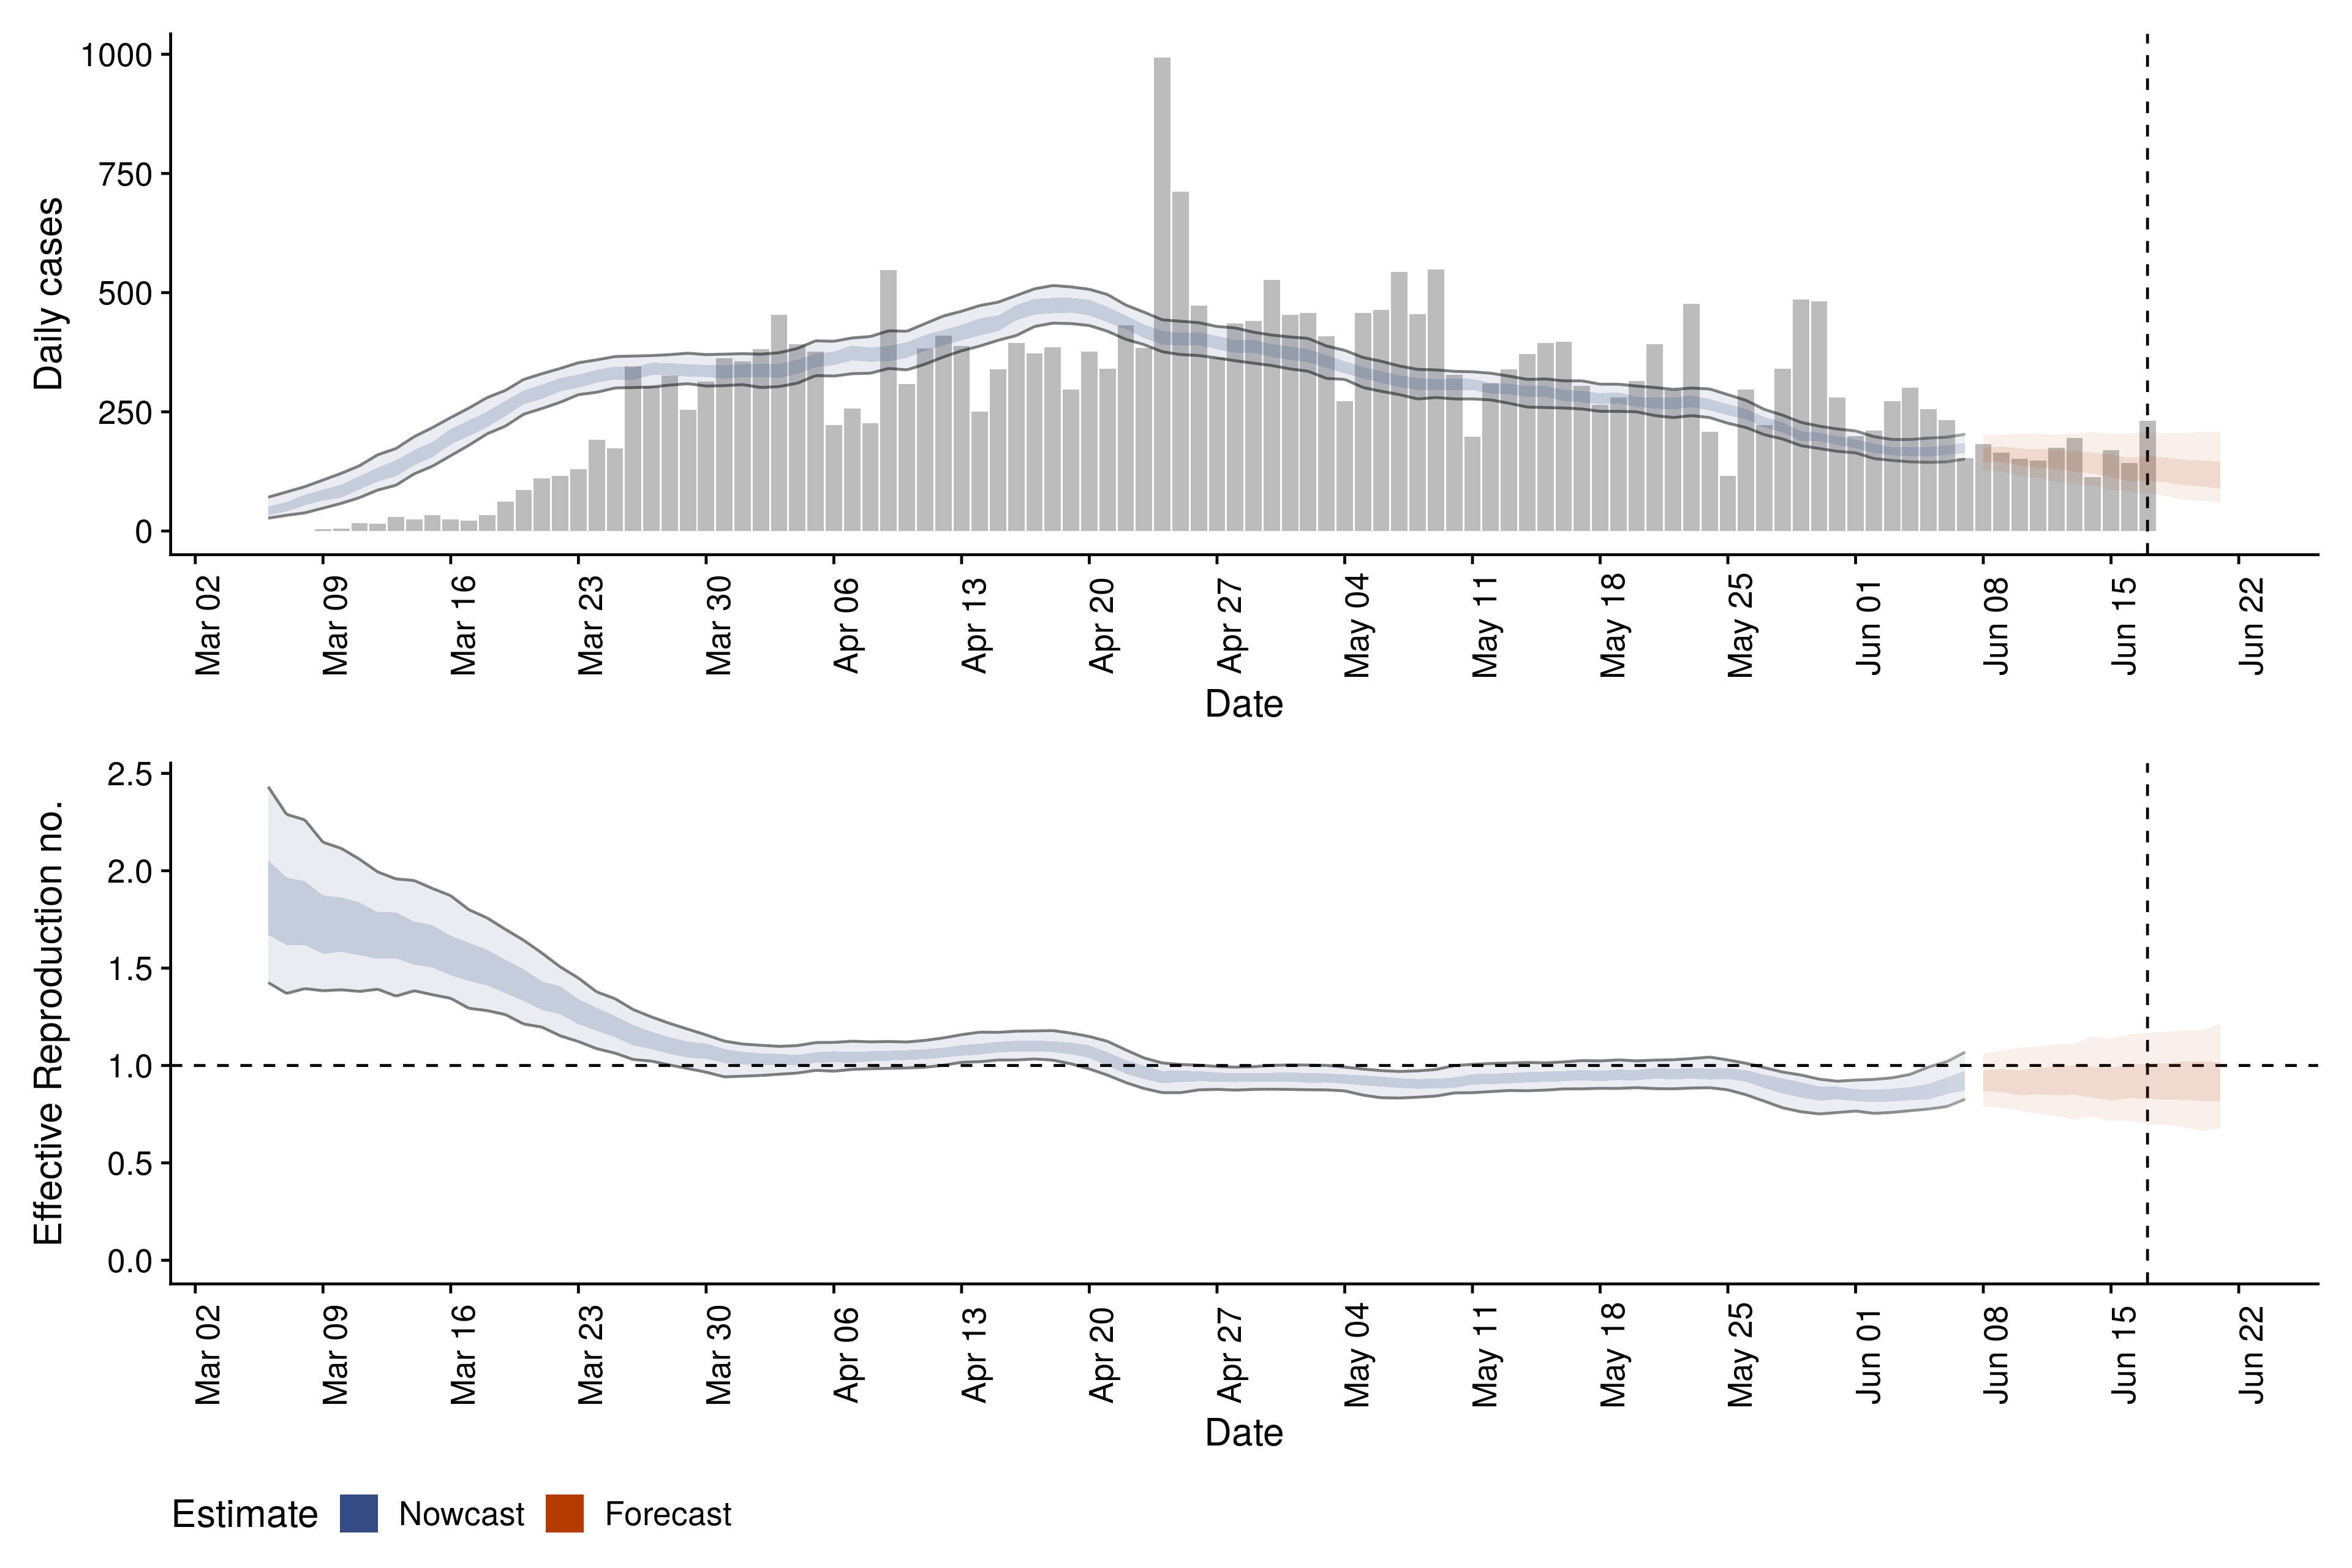 Daily cases
1000
750
500
250
0
Mar 02
Mar 09
Mar 16
Mar 23
Mar 30
Apr 06
Apr 13
Apr 20
Apr 27
May 04
May 11
May 18
May 25
Jun 01
Jun 08
Jun 15
Jun 22
Date
Effective Reproduction no.
2.5
2.0
1.5
1.0
0.5
0.0
Mar 02
Mar 09
Mar 16
Mar 23
Mar 30
Apr 06
Apr 13
Apr 20
Apr 27
May 04
May 11
May 18
May 25
Jun 01
Jun 08
Jun 15
Jun 22
Date
Estimate Nowcast Forecast